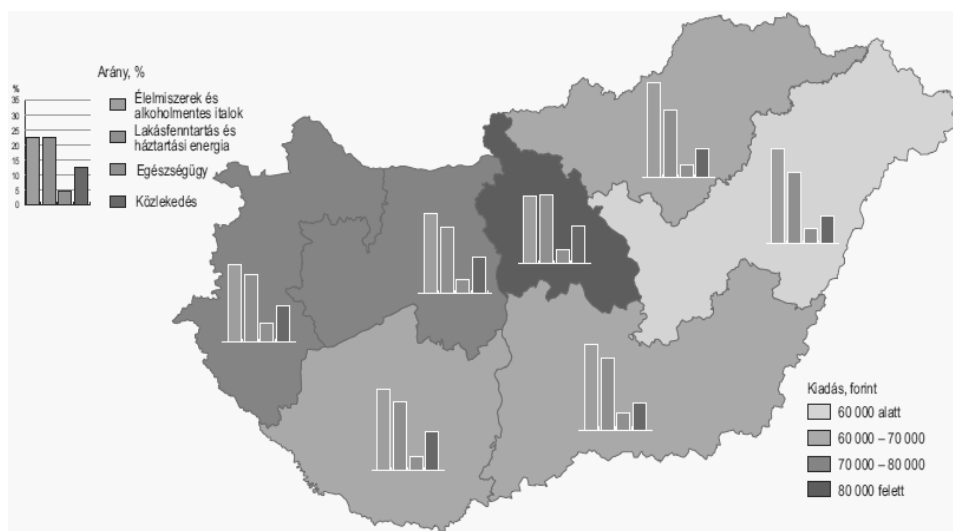 Arány, %
%
35
30
25
20
15
10
5
0
Élelmiszerek és
alkoholmentes italok
Lakásfenntartás és
háztartási energia
Egészségügy
Közlekedés
Kiadás, forint
60 000 alatt
60 000 – 70 000
70 000 – 80 000
80 000 felett